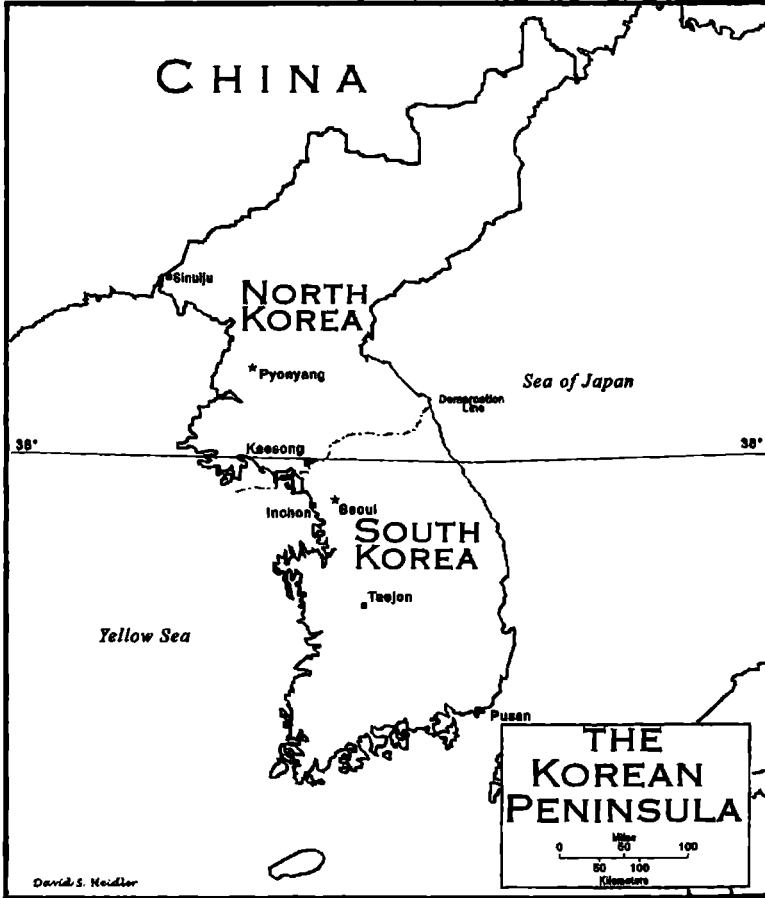 CHINA
Sinuiju
NORTH
KOREA
Pyonyang
Sea of Japan
Demarcation
Line
38°
38°
Kaesong
Inchon
Seoul
SOUTH
KOREA
Taejon
Yellow Sea
Pusan
THE
KOREAN
PENINSULA
Miles
0 50 100
50 100
Kilometers
David S. Heidler